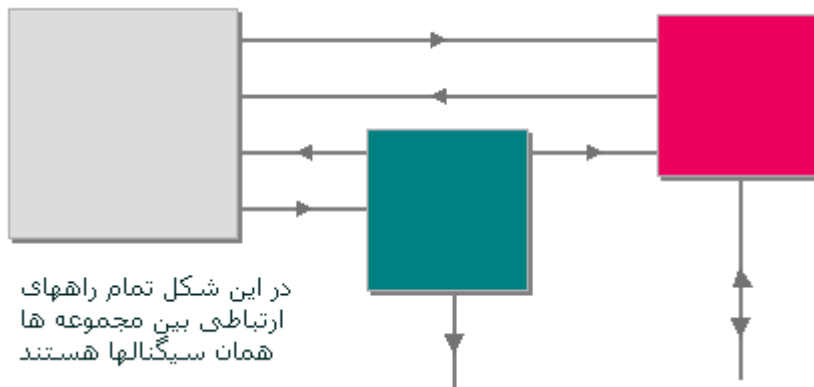 در این شکل تمام راههای
ارتباطی بین مجموعه ها
همان سیگنالها هستند